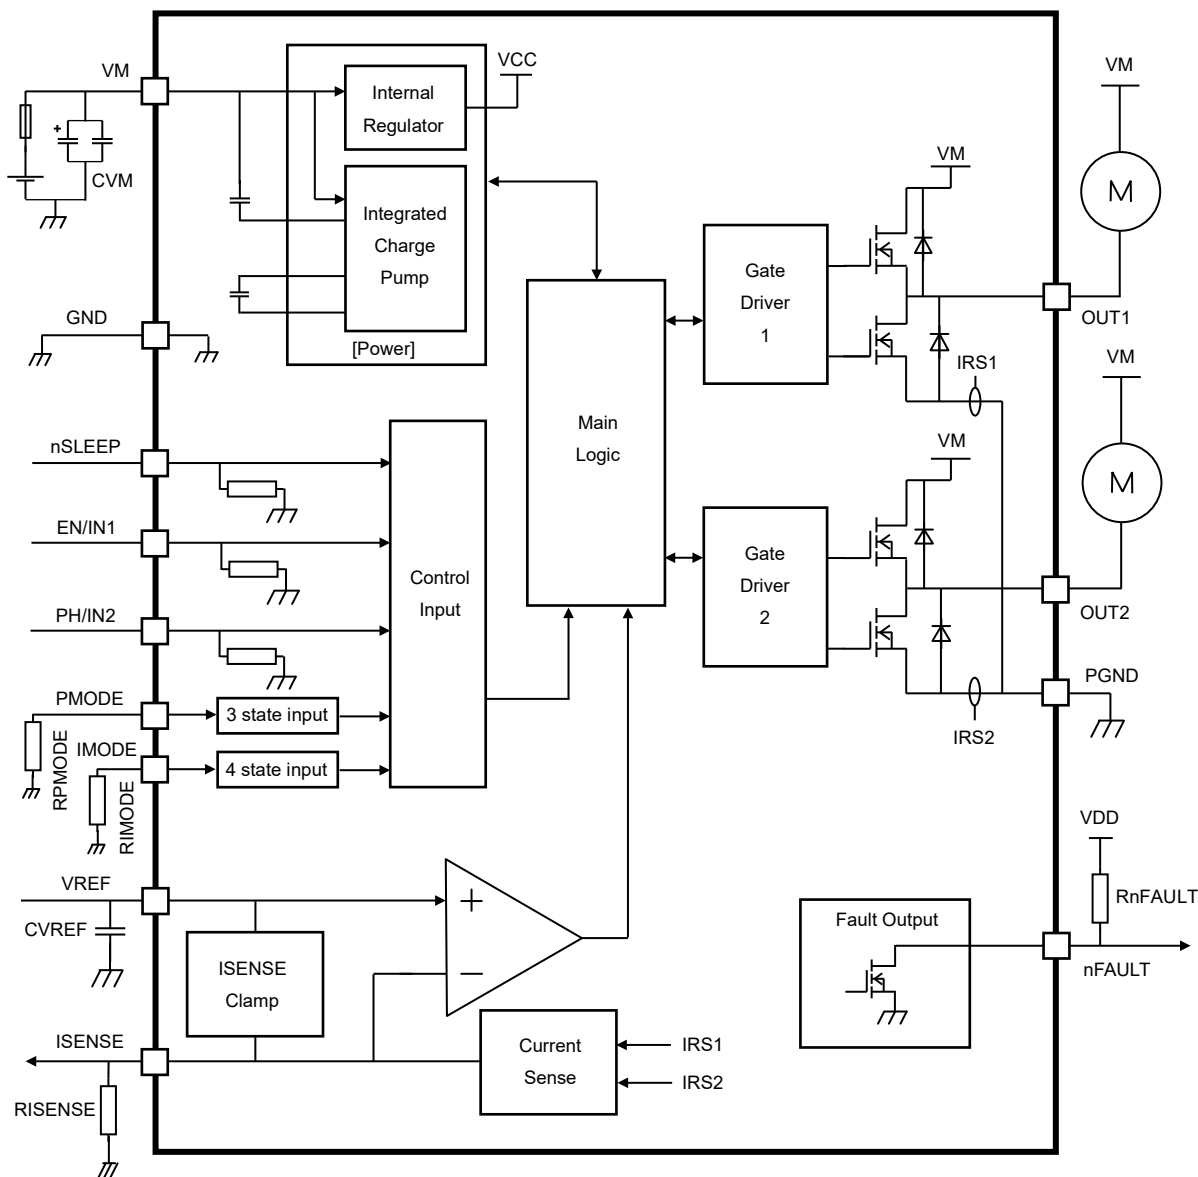 VM
CVM
GND
nSLEEP
EN/IN1
PH/IN2
PMODE
RPMODE
IMODE
RIMODE
VREF
CVREF
ISENSE
RISENSE
VCC
Internal
Regulator
Integrated
Charge
Pump
[Power]
Control
Input
3 state input
4 state input
ISENSE
Clamp
+
−
Current
Sense
IRS1
IRS2
Main
Logic
Gate
Driver
1
VM
IRS1
Gate
Driver
2
VM
IRS2
Fault Output
VM
M
OUT1
VM
M
OUT2
PGND
VDD
RnFAULT
nFAULT
+